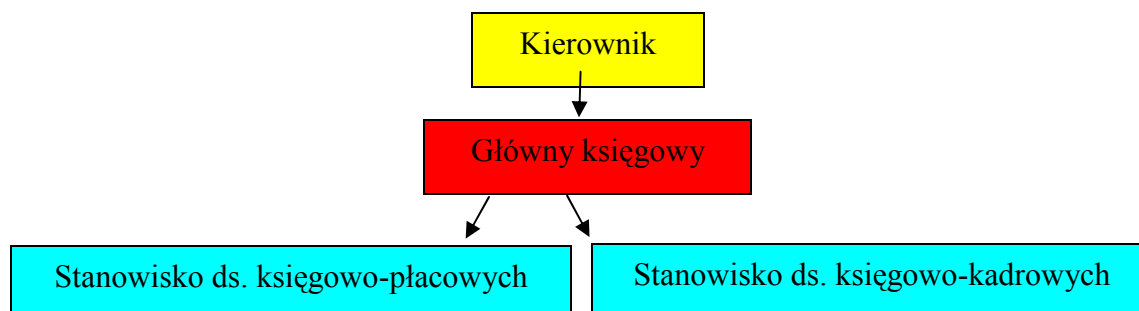 Kierownik
Główny księgowy
Stanowisko ds. księgowo-płacowych
Stanowisko ds. księgowo-kadrowych